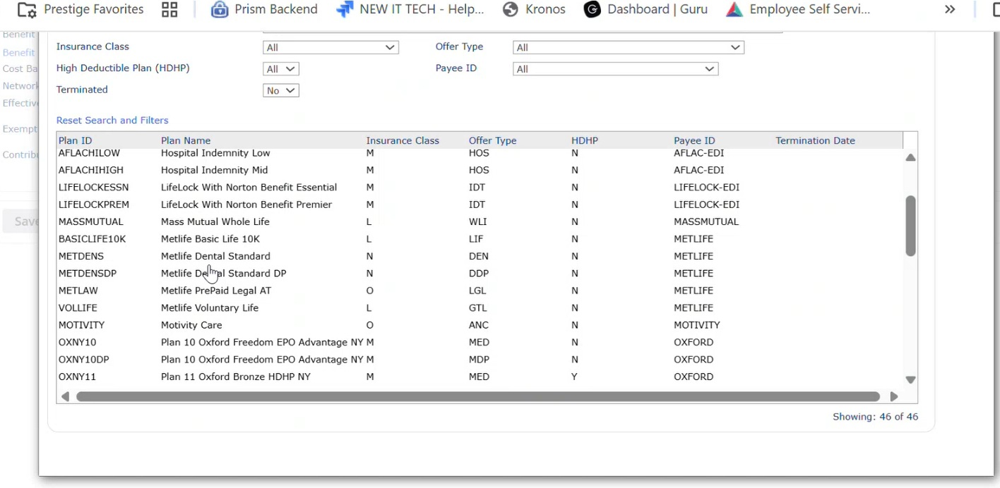 Prestige Favorites Prism Backend NEW IT TECH - Help... Kronos Dashboard | Guru Employee Self Servi... »
Benefit
Benefit
Cost Ba
Network
Effectiv
Exempt
Contribu
Save
Insurance Class All Offer Type All
High Deductible Plan (HDHP) All Payee ID All
Terminated No
Reset Search and Filters
Plan ID Plan Name Insurance Class Offer Type HDHP Payee ID Termination Date
AFLACHILOW Hospital Indemnity Low M HOS N AFLAC-EDI
AFLACHIHIGH Hospital Indemnity Mid M HOS N AFLAC-EDI
LIFELOCKESSN LifeLock With Norton Benefit Essential M IDT N LIFELOCK-EDI
LIFELOCKPREM LifeLock With Norton Benefit Premier M IDT N LIFELOCK-EDI
MASSMUTUAL Mass Mutual Whole Life L WLI N MASSMUTUAL
BASICLIFE10K Metlife Basic Life 10K L LIF N METLIFE
METDENS Metlife Dental Standard N DEN N METLIFE
METDENSDP Metlife Dental Standard DP N DDP N METLIFE
METLAW Metlife PrePaid Legal AT O LGL N METLIFE
VOLLIFE Metlife Voluntary Life L GTL N METLIFE
MOTIVITY Motivity Care O ANC N MOTIVITY
OXNY10 Plan 10 Oxford Freedom EPO Advantage NY M MED N OXFORD
OXNY10DP Plan 10 Oxford Freedom EPO Advantage NY M MDP N OXFORD
OXNY11 Plan 11 Oxford Bronze HDHP NY M MED Y OXFORD
Showing: 46 of 46